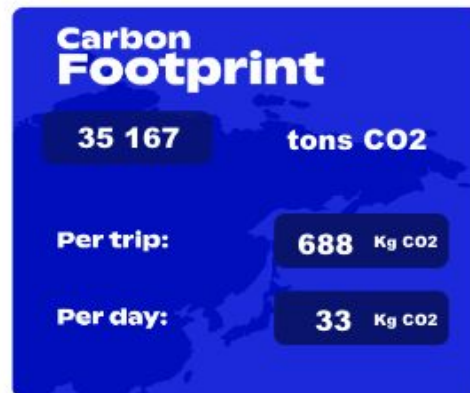 Carbon
Footprint
35 167 tons CO2
Per trip: 688 Kg CO2
Per day: 33 Kg CO2